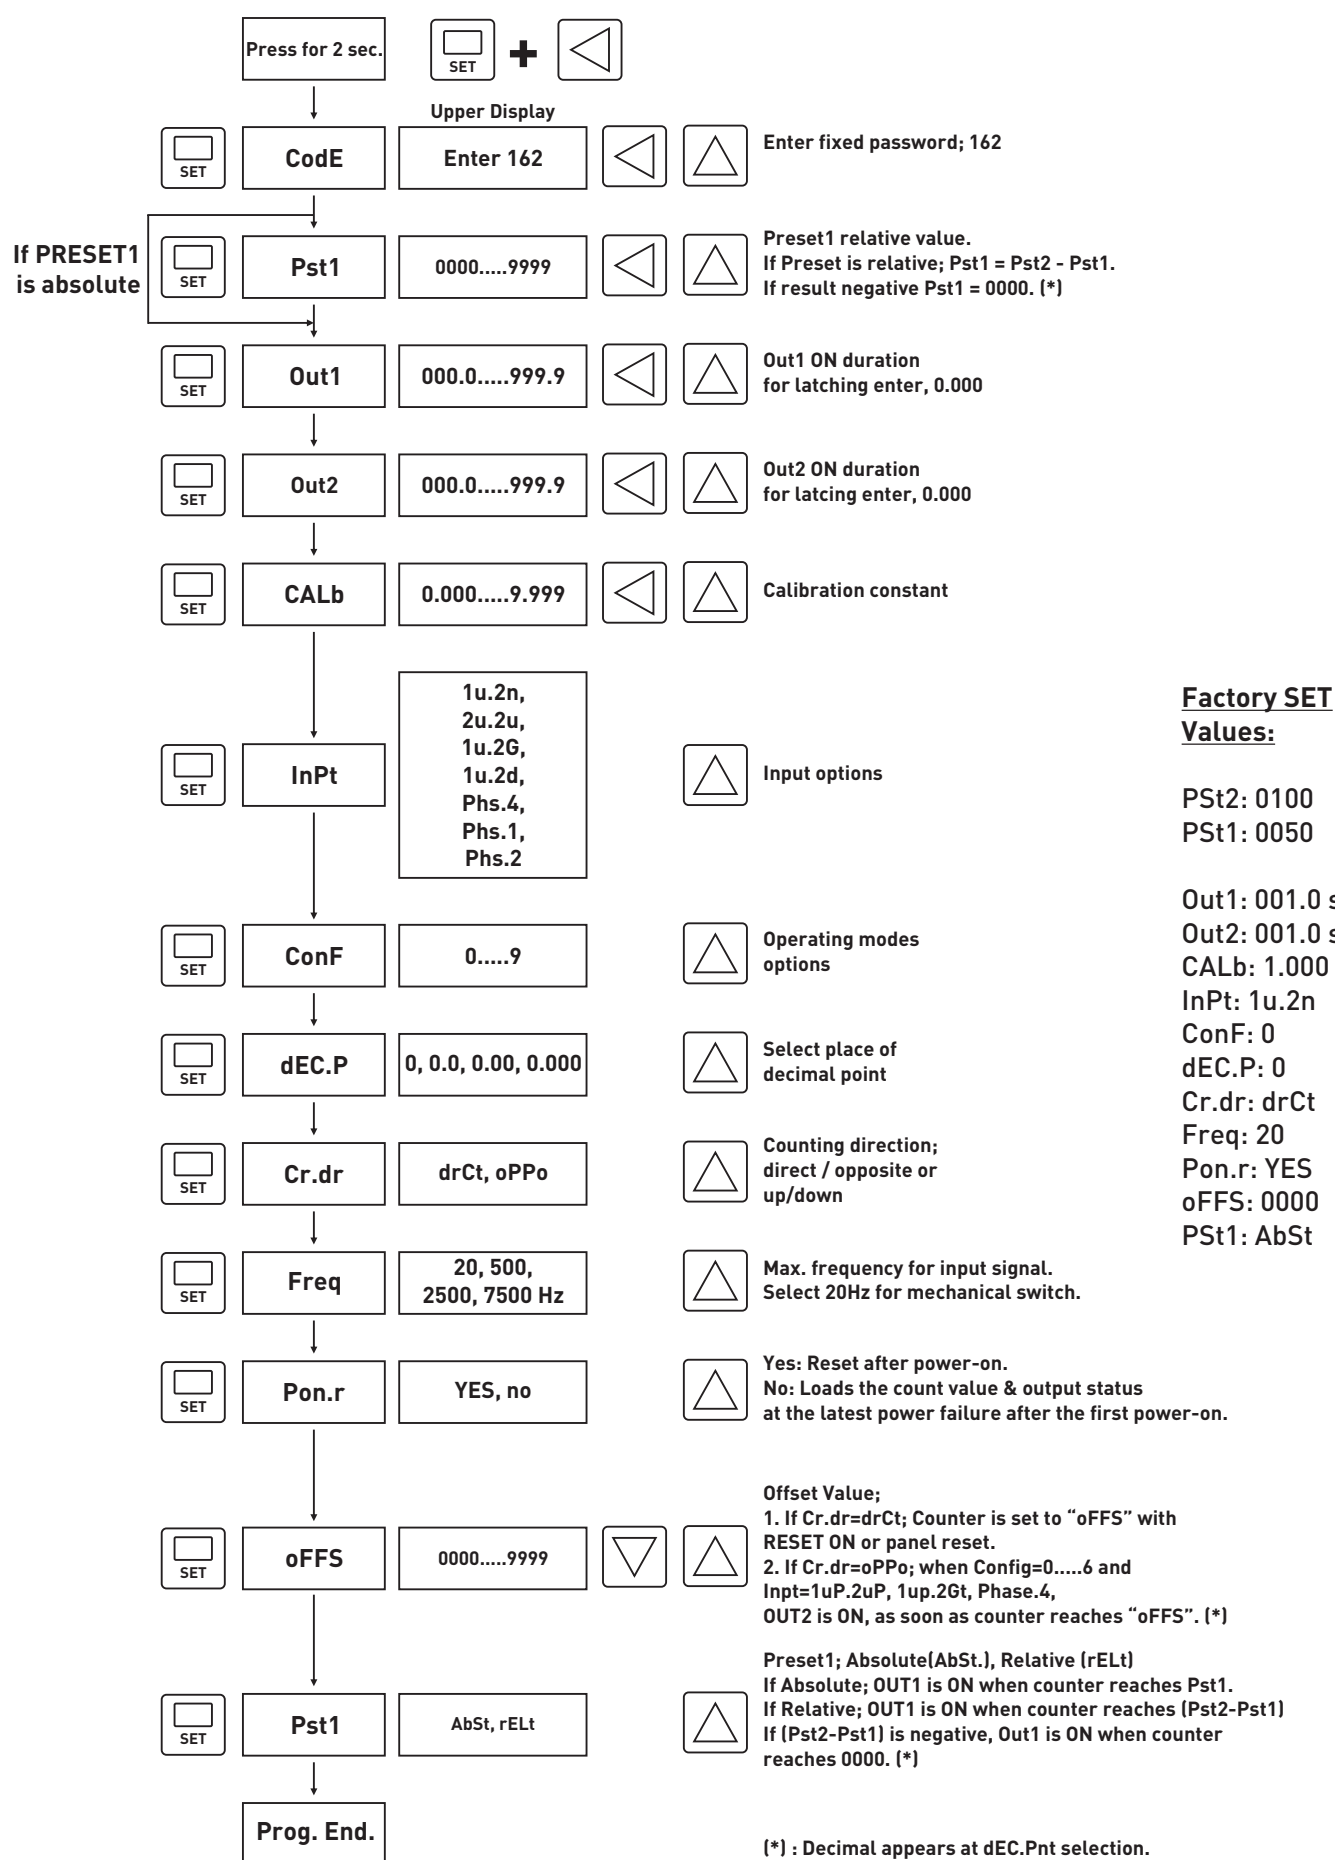 Press for 2 sec.
SET
+
Upper Display
SET
CodE
Enter 162
Enter fixed password; 162
If PRESET1
is absolute
SET
Pst1
0000.....9999
Preset1 relative value.
If Preset is relative; Pst1 = Pst2 - Pst1.
If result negative Pst1 = 0000. (*)
SET
Out1
000.0.....999.9
Out1 ON duration
for latching enter, 0.000
SET
Out2
000.0.....999.9
Out2 ON duration
for latcing enter, 0.000
SET
CALb
0.000.....9.999
Calibration constant
SET
InPt
1u.2n,
2u.2u,
1u.2G,
1u.2d,
Phs.4,
Phs.1,
Phs.2
Input options
SET
ConF
0.....9
Operating modes
options
SET
dEC.P
0, 0.0, 0.00, 0.000
Select place of
decimal point
SET
Cr.dr
drCt, oPPo
Counting direction;
direct / opposite or
up/down
SET
Freq
20, 500,
2500, 7500 Hz
Max. frequency for input signal.
Select 20Hz for mechanical switch.
SET
Pon.r
YES, no
Yes: Reset after power-on.
No: Loads the count value & output status
at the latest power failure after the first power-on.
SET
oFFS
0000.....9999
Offset Value;
1. If Cr.dr=drCt; Counter is set to “oFFS” with
RESET ON or panel reset.
2. If Cr.dr=oPPo; when Config=0.....6 and
Inpt=1uP.2uP, 1up.2Gt, Phase.4,
OUT2 is ON, as soon as counter reaches “oFFS”. (*)
SET
Pst1
AbSt, rELt
Preset1; Absolute(AbSt.), Relative (rELt)
If Absolute; OUT1 is ON when counter reaches Pst1.
If Relative; OUT1 is ON when counter reaches (Pst2-Pst1)
If (Pst2-Pst1) is negative, Out1 is ON when counter
reaches 0000. (*)
Prog. End.
(*) : Decimal appears at dEC.Pnt selection.
Factory SET
Values:
PSt2: 0100
PSt1: 0050
Out1: 001.0 s
Out2: 001.0 s
CALb: 1.000
InPt: 1u.2n
ConF: 0
dEC.P: 0
Cr.dr: drCt
Freq: 20
Pon.r: YES
oFFS: 0000
PSt1: AbSt